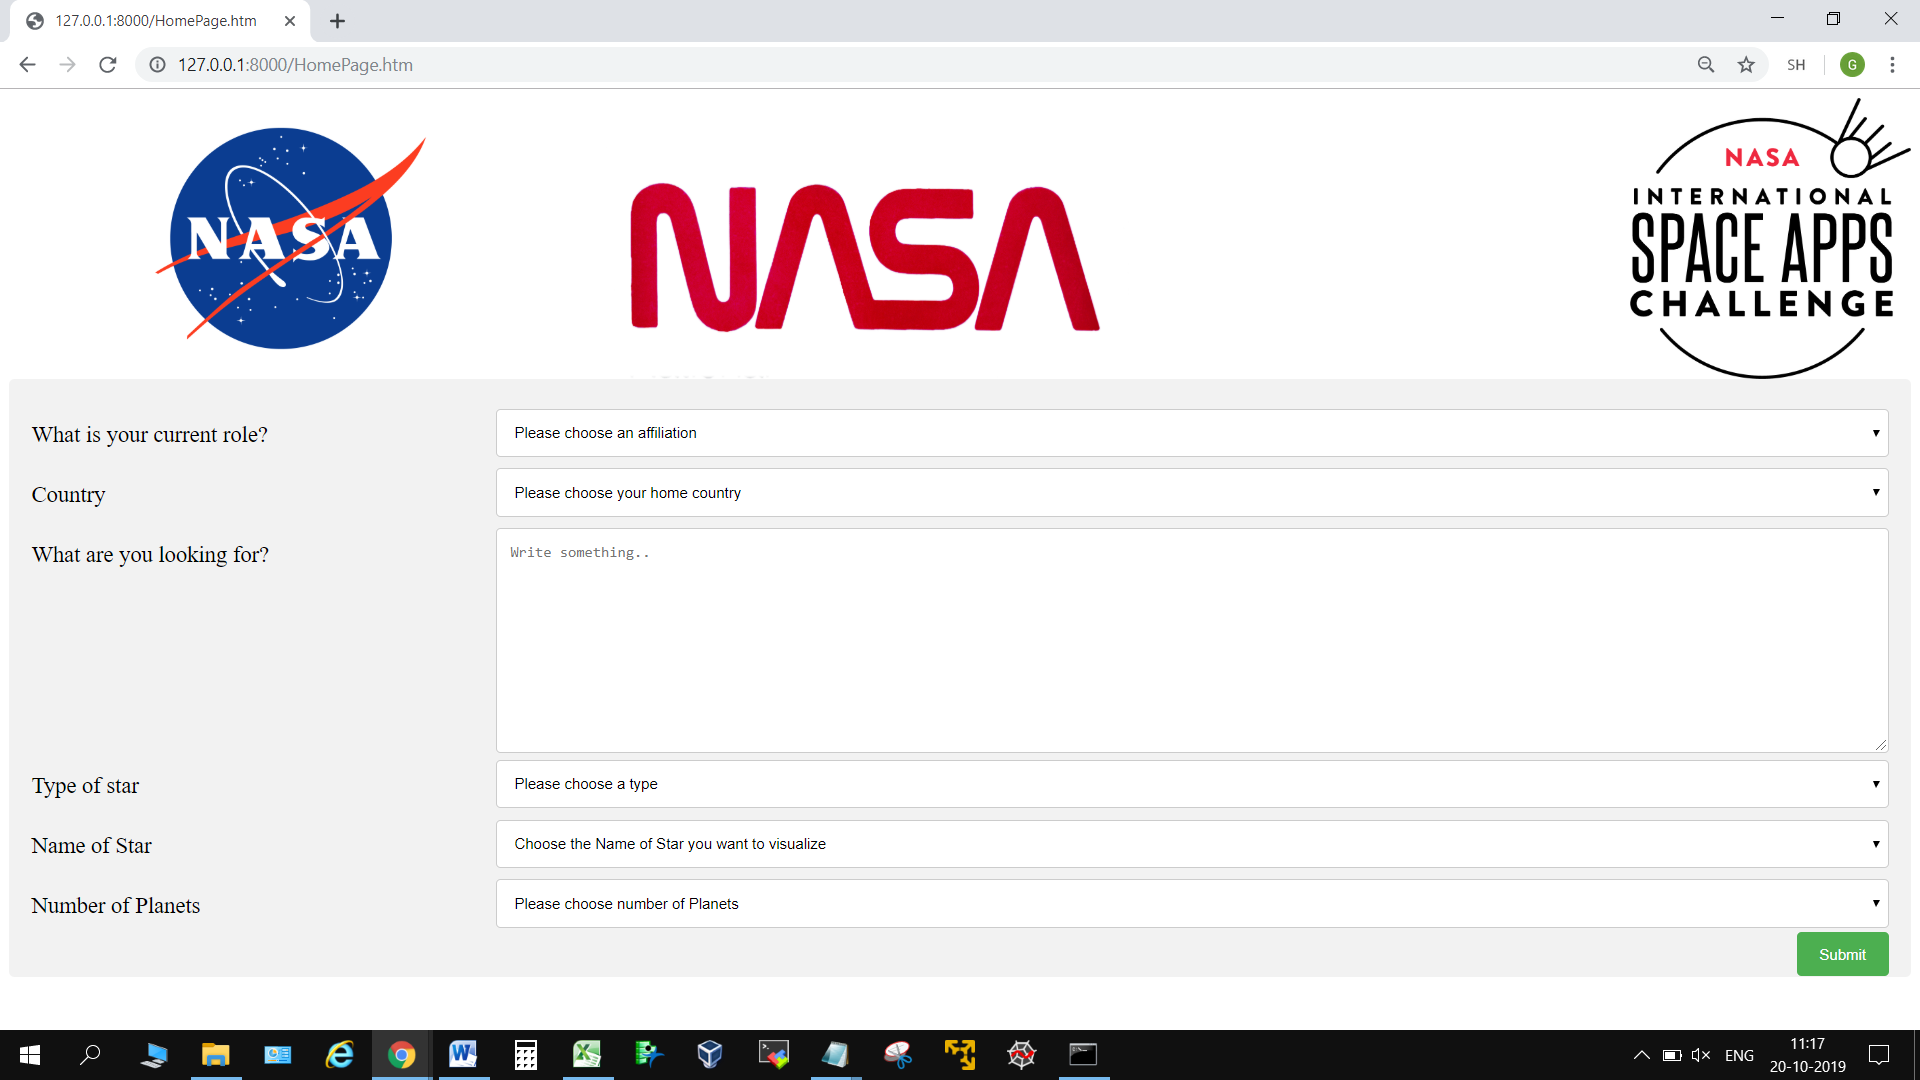 127.0.0.1:8000/HomePage.htm
127.0.0.1:8000/HomePage.htm
SH
G
NASA
NASA
NASA
INTERNATIONAL
SPACE APPS
CHALLENGE
What is your current role?
Please choose an affiliation
Country
Please choose your home country
What are you looking for?
Write something..
Type of star
Please choose a type
Name of Star
Choose the Name of Star you want to visualize
Number of Planets
Please choose number of Planets
Submit
ENG
11:17
20-10-2019